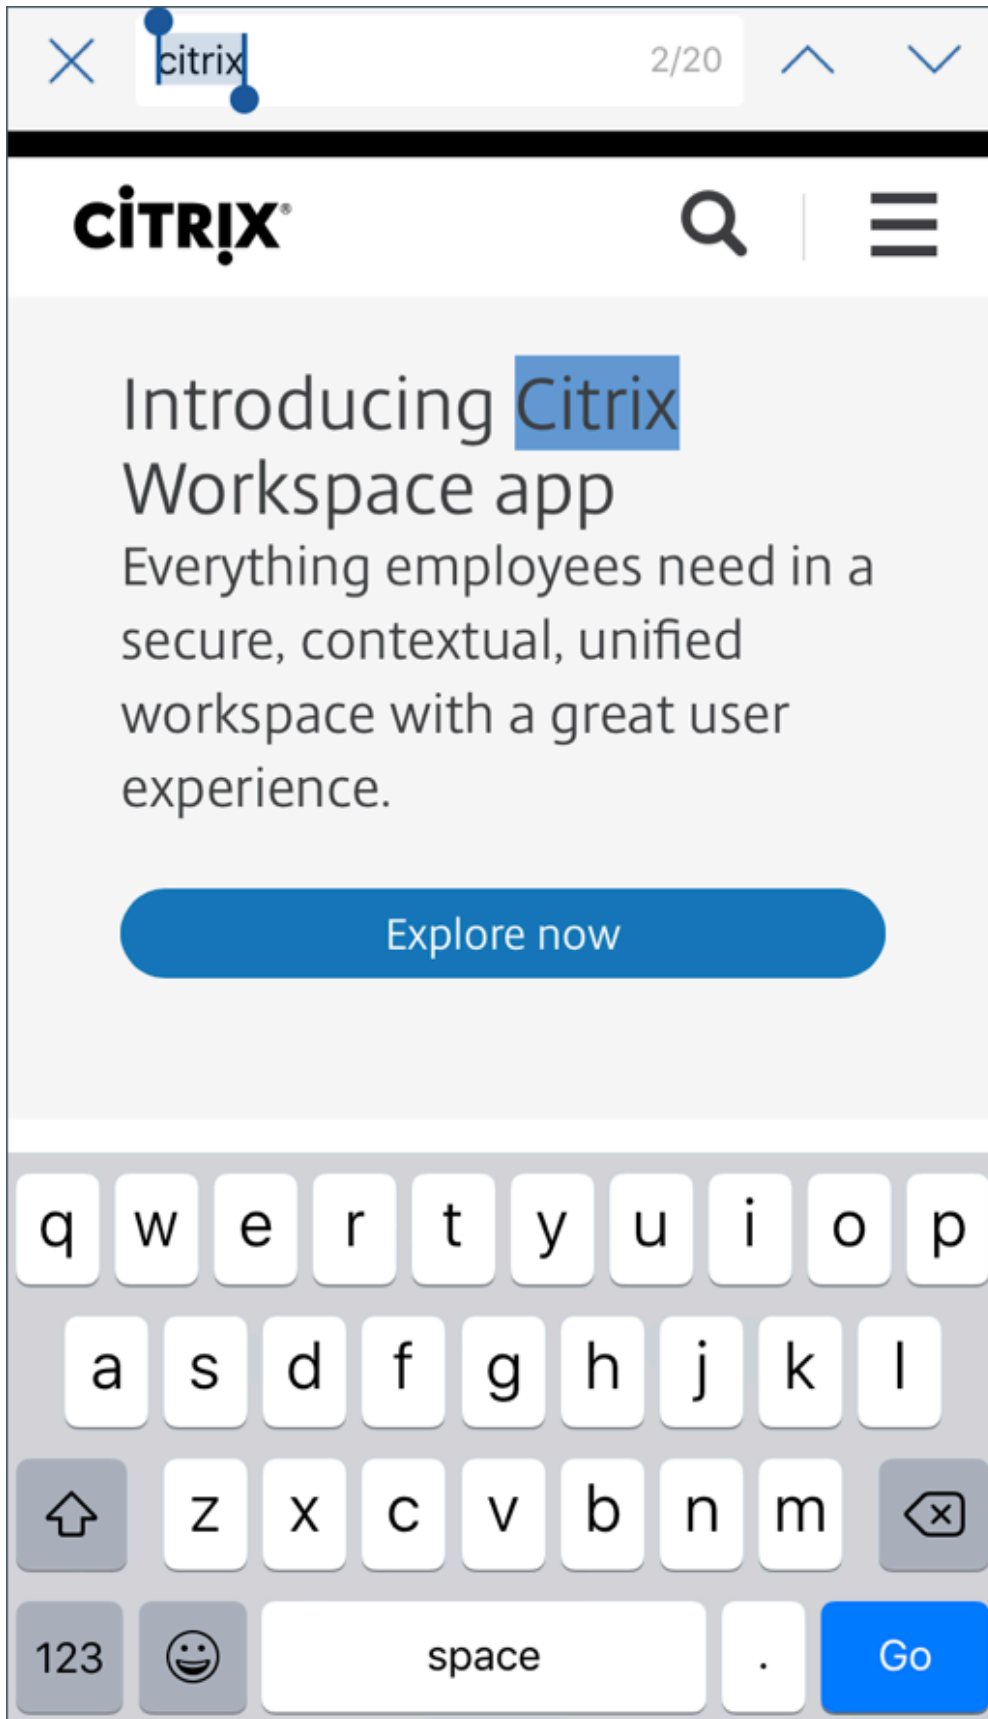 citrix 2/20
CiTRiX®
Introducing Citrix
Workspace app
Everything employees need in a
secure, contextual, unified
workspace with a great user
experience.
Explore now
q w e r t y u i o p
a s d f g h j k l
z x c v b n m
123 space . Go